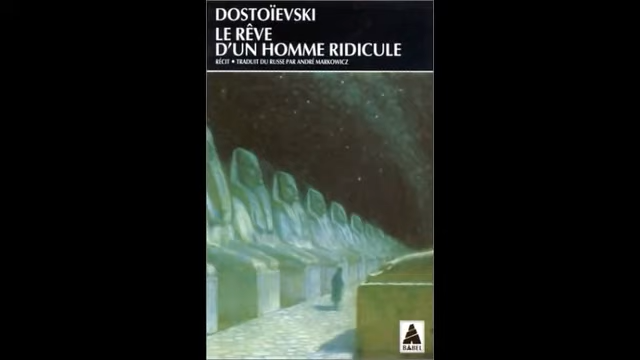 DOSTOÏEVSKI
LE RÊVE
D'UN HOMME RIDICULE
RÉCIT • TRADUIT DU RUSSE PAR ANDRÉ MARKOWICZ
BABEL